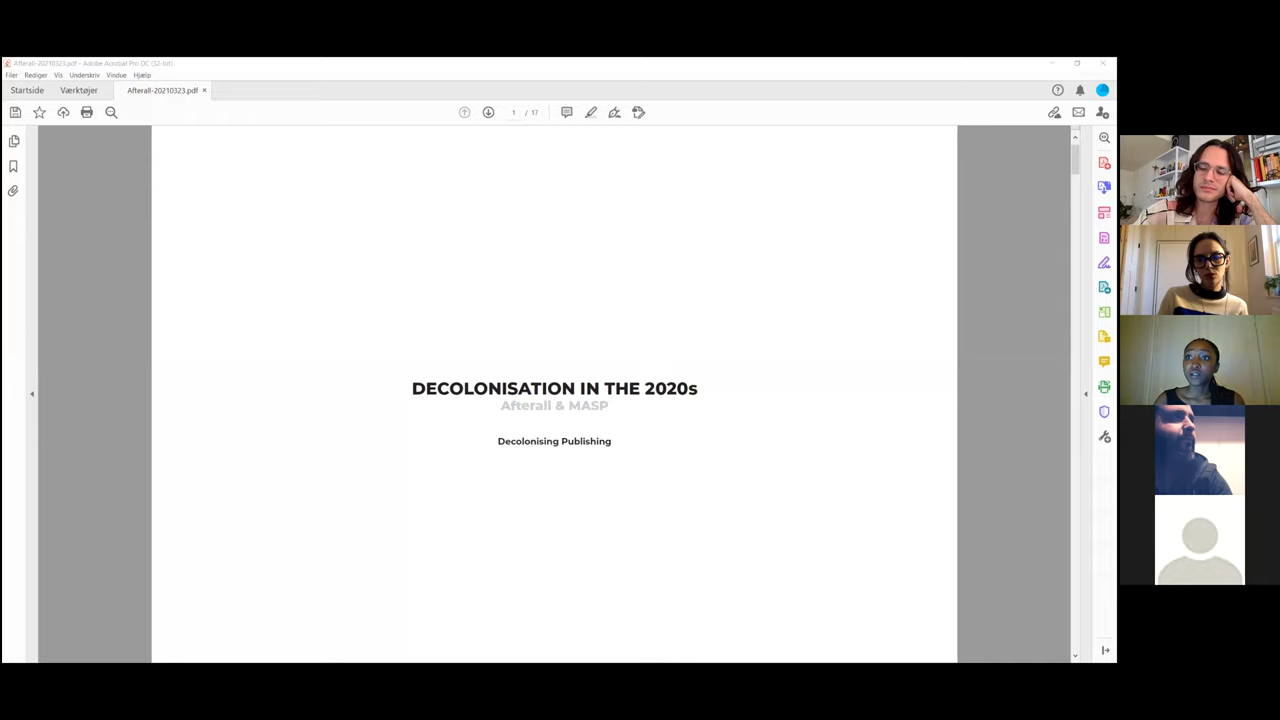 Afterall-20210323.pdf - Adobe Acrobat Pro DC (32-bit)
Filer Rediger Vis Underskriv Vindue Hjælp
Startside Værktøjer Afterall-20210323.pdf ×
1 / 17
DECOLONISATION IN THE 2020s
Afterall & MASP
Decolonising Publishing